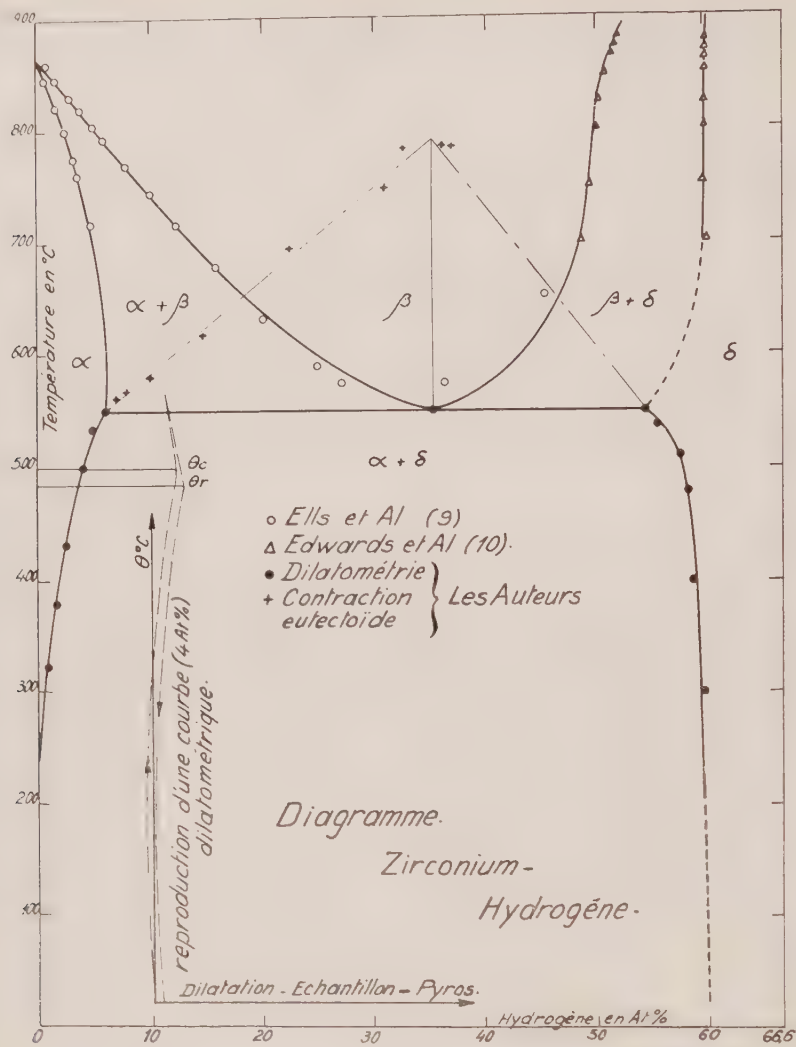 900
800
700
600
500
400
300
200
100
Température en °C
α
α + β
β
β + δ
δ
α + δ
θc
θr
θ°C
○ Ells et Al (9)
△ Edwards et Al (10).
● Dilatométrie
+ Contraction eutectoïde
} Les Auteurs
reproduction d'une courbe (4 At %)
dilatométrique.
Diagramme.
Zirconium-
Hydrogéne.
Dilatation - Echantillon - Pyros.
Hydrogène, en At %
0 10 20 30 40 50 60 66,6